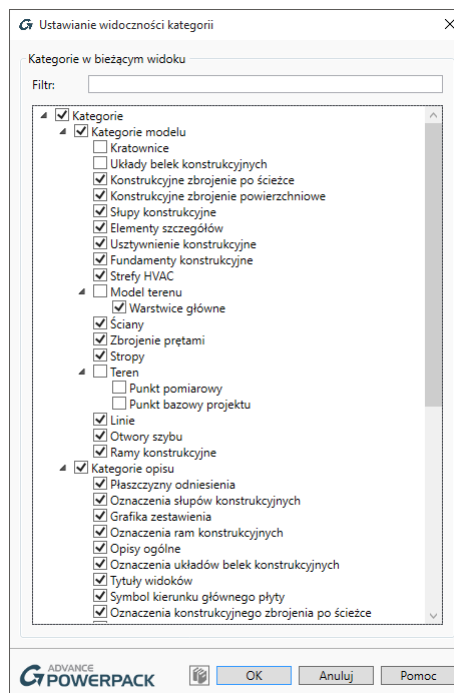 Ustawianie widoczności kategorii
Kategorie w bieżącym widoku
Filtr:
Kategorie
Kategorie modelu
Kratownice
Układy belek konstrukcyjnych
Konstrukcyjne zbrojenie po ścieżce
Konstrukcyjne zbrojenie powierzchniowe
Słupy konstrukcyjne
Elementy szczegółów
Usztywnienie konstrukcyjne
Fundamenty konstrukcyjne
Strefy HVAC
Model terenu
Warstwice główne
Ściany
Zbrojenie prętami
Stropy
Teren
Punkt pomiarowy
Punkt bazowy projektu
Linie
Otwory szybu
Ramy konstrukcyjne
Kategorie opisu
Płaszczyzny odniesienia
Oznaczenia słupów konstrukcyjnych
Grafika zestawienia
Oznaczenia ram konstrukcyjnych
Opisy ogólne
Oznaczenia układów belek konstrukcyjnych
Tytuły widoków
Symbol kierunku głównego płyty
Oznaczenia konstrukcyjnego zbrojenia po ścieżce
ADVANCE
POWERPACK
OK
Anuluj
Pomoc